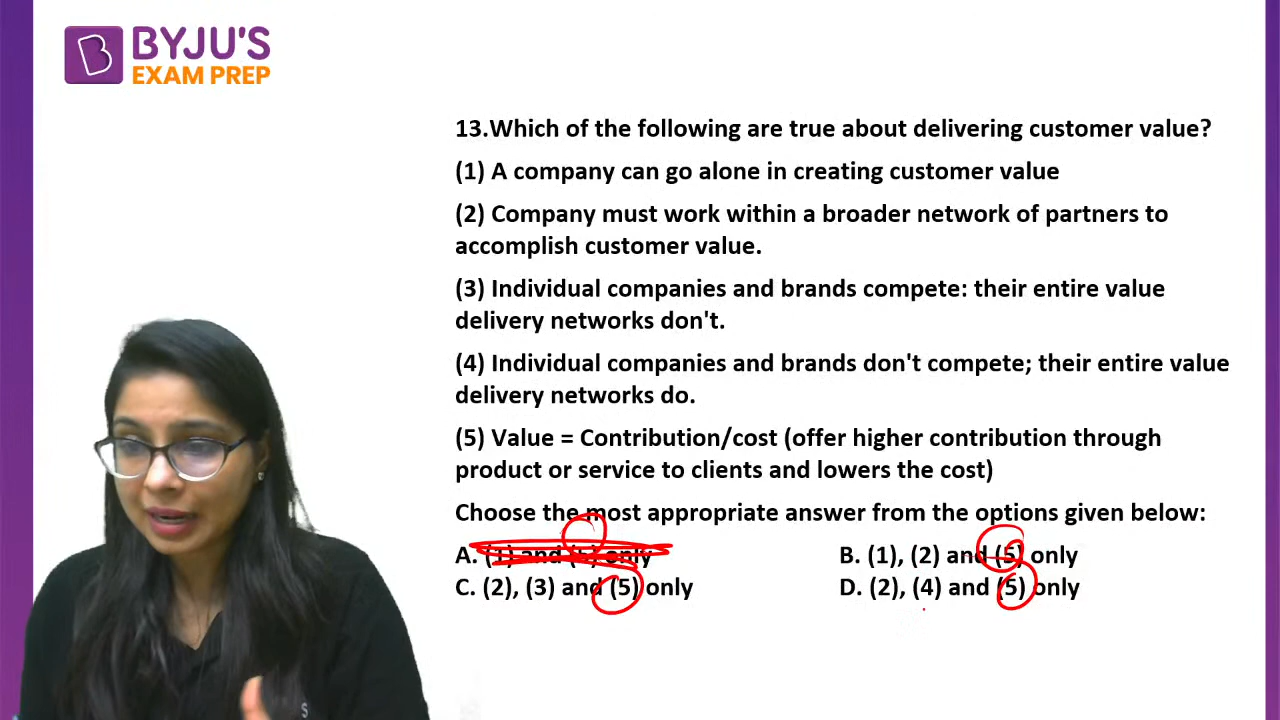 BYJU'S
EXAM PREP
13.Which of the following are true about delivering customer value?
(1) A company can go alone in creating customer value
(2) Company must work within a broader network of partners to
accomplish customer value.
(3) Individual companies and brands compete: their entire value
delivery networks don't.
(4) Individual companies and brands don't compete; their entire value
delivery networks do.
(5) Value = Contribution/cost (offer higher contribution through
product or service to clients and lowers the cost)
Choose the most appropriate answer from the options given below:
A. (1) and (5) only B. (1), (2) and (5) only
C. (2), (3) and (5) only D. (2), (4) and (5) only